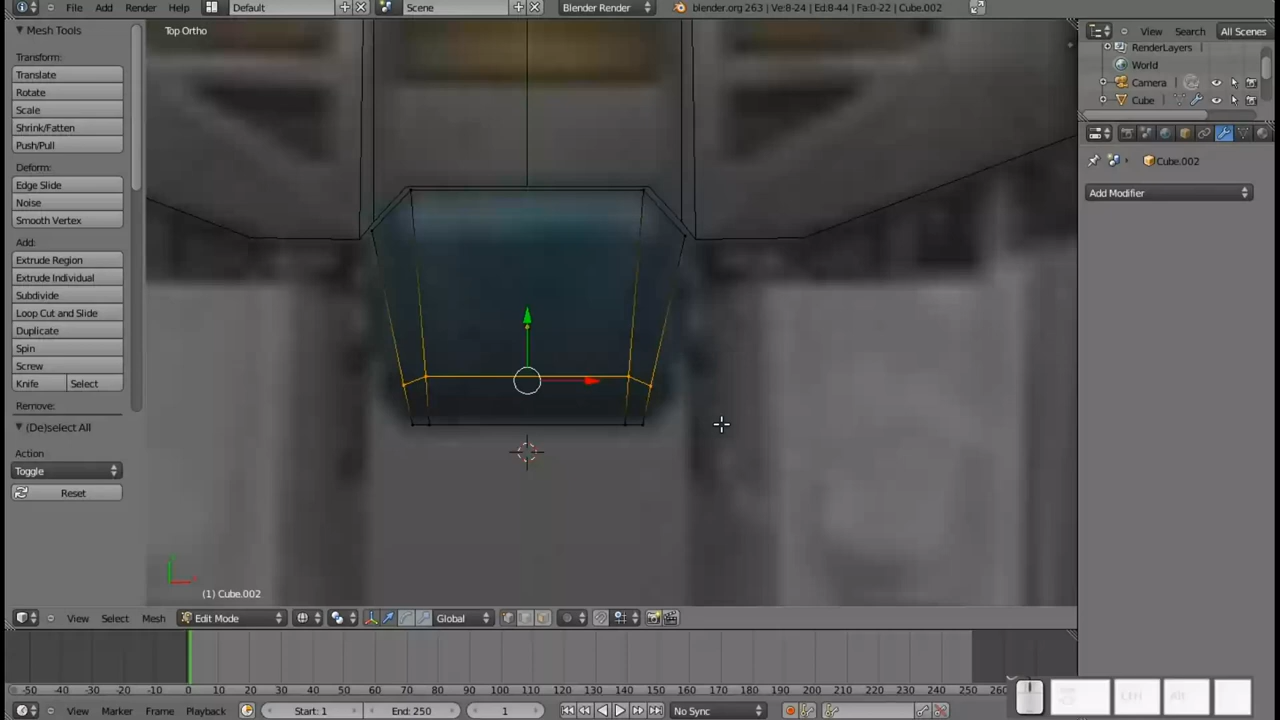 File Add Render Help Default Scene Blender Render blender.org 263 | Ve:8-24 | Ed:8-44 | Fa:0-22 | Cube.002
Mesh Tools
Transform:
Translate
Rotate
Scale
Shrink/Fatten
Push/Pull
Deform:
Edge Slide
Noise
Smooth Vertex
Add:
Extrude Region
Extrude Individual
Subdivide
Loop Cut and Slide
Duplicate
Spin
Screw
Knife Select
Remove:
(De)select All
Action
Toggle
Reset
Top Ortho
(1) Cube.002
View Search All Scenes
RenderLayers
World
Camera
Cube
Cube.002
Add Modifier
View Select Mesh Edit Mode Global
-50 -40 -30 -20 -10 0 10 20 30 40 50 60 70 80 90 100 110 120 130 140 150 160 170 180 190 200 210 220 230 240 250 260
View Marker Frame Playback Start: 1 End: 250 1 No Sync